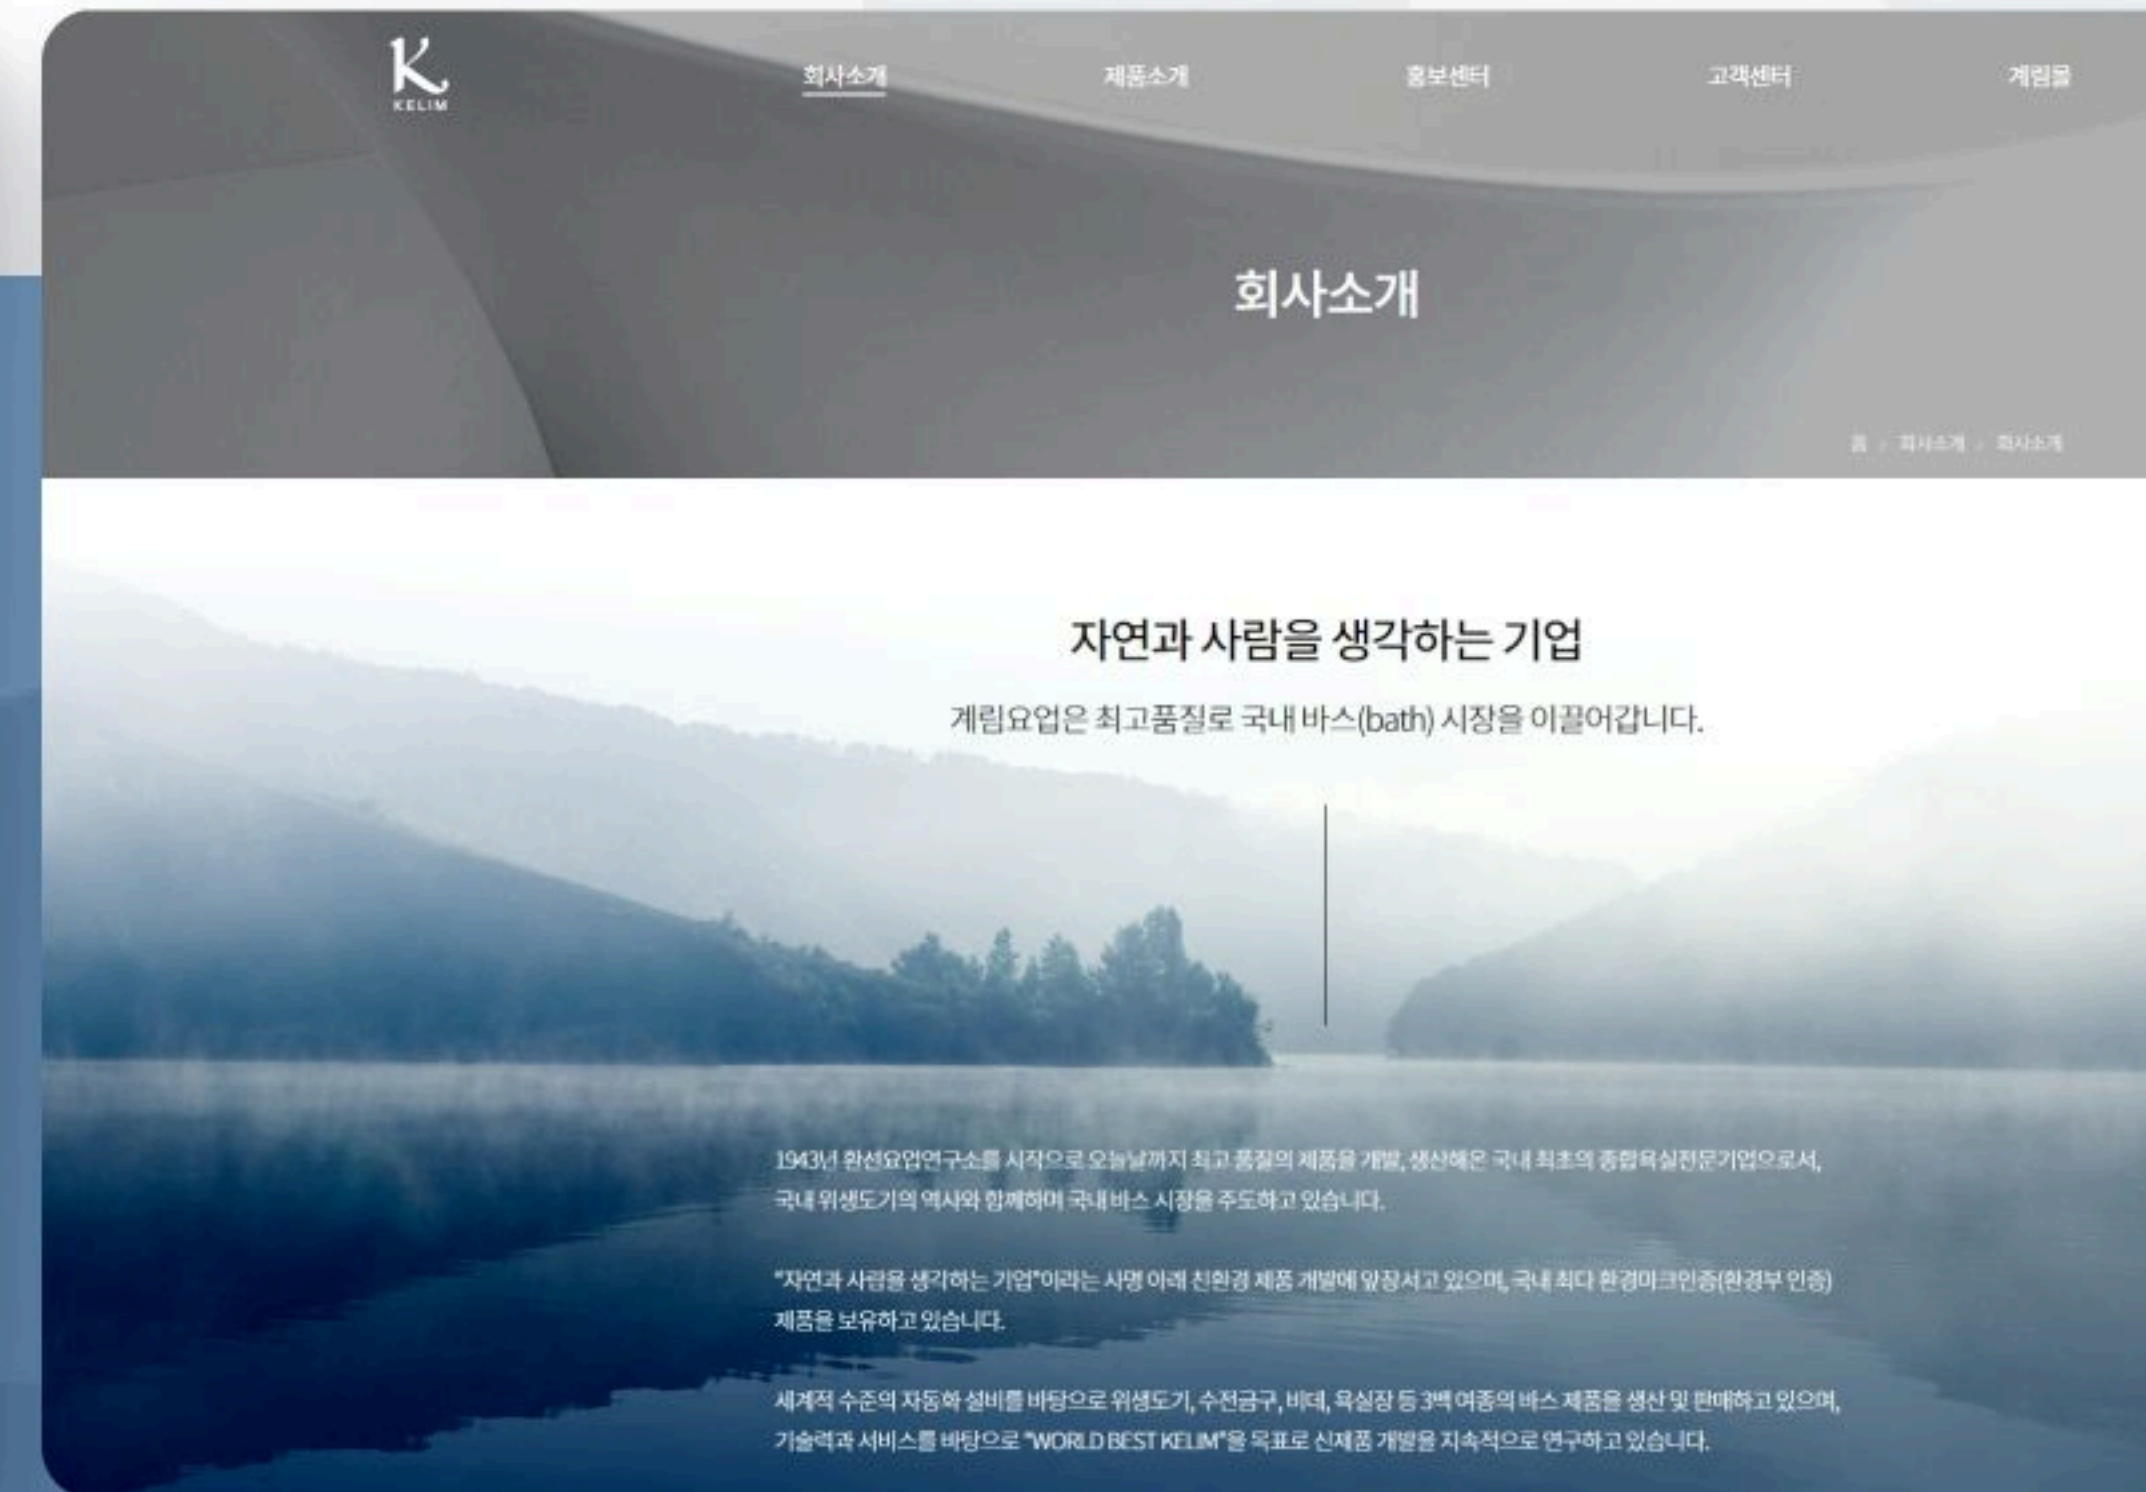 K
KELIM
회사소개
제품소개
홍보센터
고객센터
계림몰
회사소개
홈 > 회사소개 > 회사소개
자연과 사람을 생각하는 기업
계림요업은 최고품질로 국내 바스(bath) 시장을 이끌어갑니다.
1943년 환선요업연구소를 시작으로 오늘날까지 최고 품질의 제품을 개발, 생산해온 국내 최초의 종합욕실전문기업으로서,
국내 위생도기의 역사와 함께하며 국내 바스 시장을 주도하고 있습니다.
"자연과 사람을 생각하는 기업"이라는 사명 아래 친환경 제품 개발에 앞장서고 있으며, 국내 최다 환경마크인증(환경부 인증)
제품을 보유하고 있습니다.
세계적 수준의 자동화 설비를 바탕으로 위생도기, 수전금구, 비데, 욕실장 등 3백 여종의 바스 제품을 생산 및 판매하고 있으며,
기술력과 서비스를 바탕으로 "WORLD BEST KELIM"을 목표로 신제품 개발을 지속적으로 연구하고 있습니다.